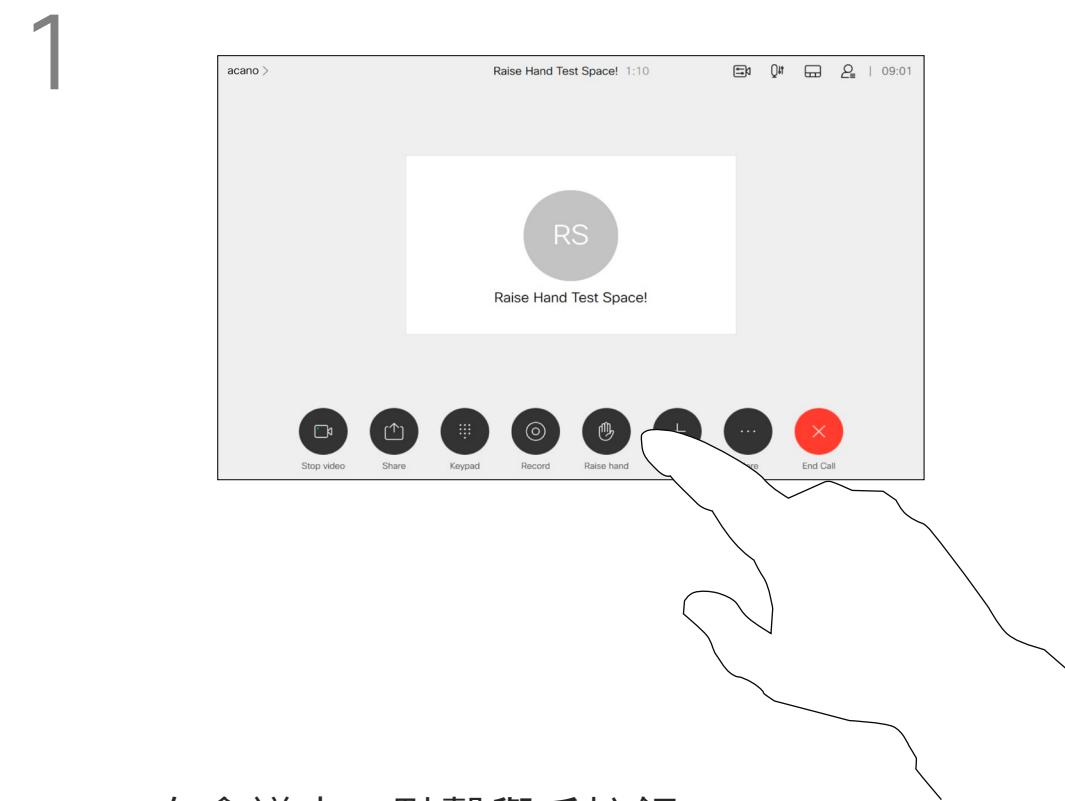 1
acano >
Raise Hand Test Space! 1:10
| 09:01
RS
Raise Hand Test Space!
Stop video Share Keypad Record Raise hand End Call